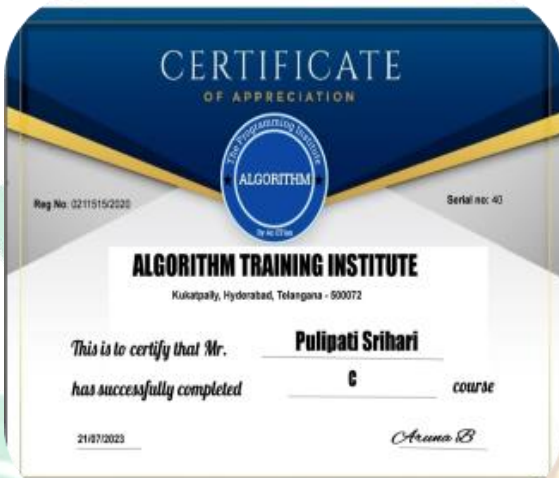 CERTIFICATE
OF APPRECIATION
The Programming Institute
ALGORITHM
Reg No: 0211515/2020
Serial no: 40
ALGORITHM TRAINING INSTITUTE
Kukatpally, Hyderabad, Telangana - 500072
This is to certify that Mr.
Pulipati Srihari
has successfully completed
C
course
21/07/2023
Aruna B